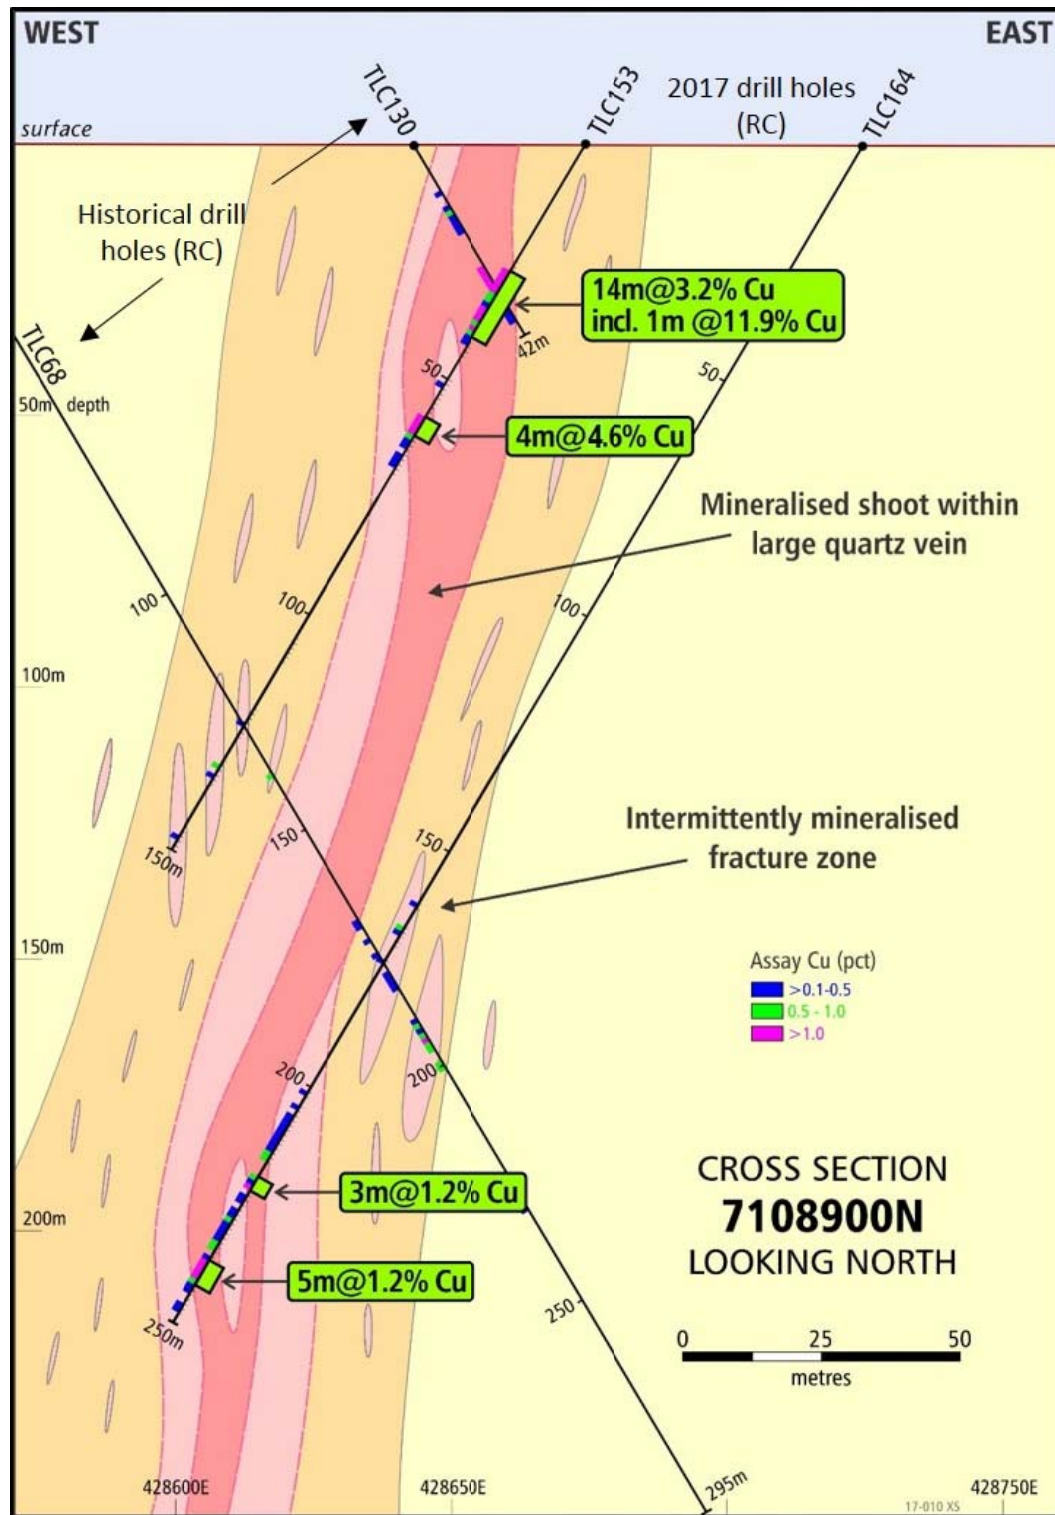 WEST
EAST
surface
TLC130
TLC153
2017 drill holes
(RC)
TLC164
Historical drill
holes (RC)
TLC68
14m@3.2% Cu
incl. 1m @11.9% Cu
42m
50
50
50m depth
4m@4.6% Cu
Mineralised shoot within
large quartz vein
100
100
100
100m
150
150
150m
Intermittently mineralised
fracture zone
150m
Assay Cu (pct)
>0.1-0.5
0.5 - 1.0
>1.0
200
200
3m@1.2% Cu
CROSS SECTION
7108900N
LOOKING NORTH
200m
5m@1.2% Cu
250m
250
0 25 50
metres
295m
428600E
428650E
428750E
17-010 XS